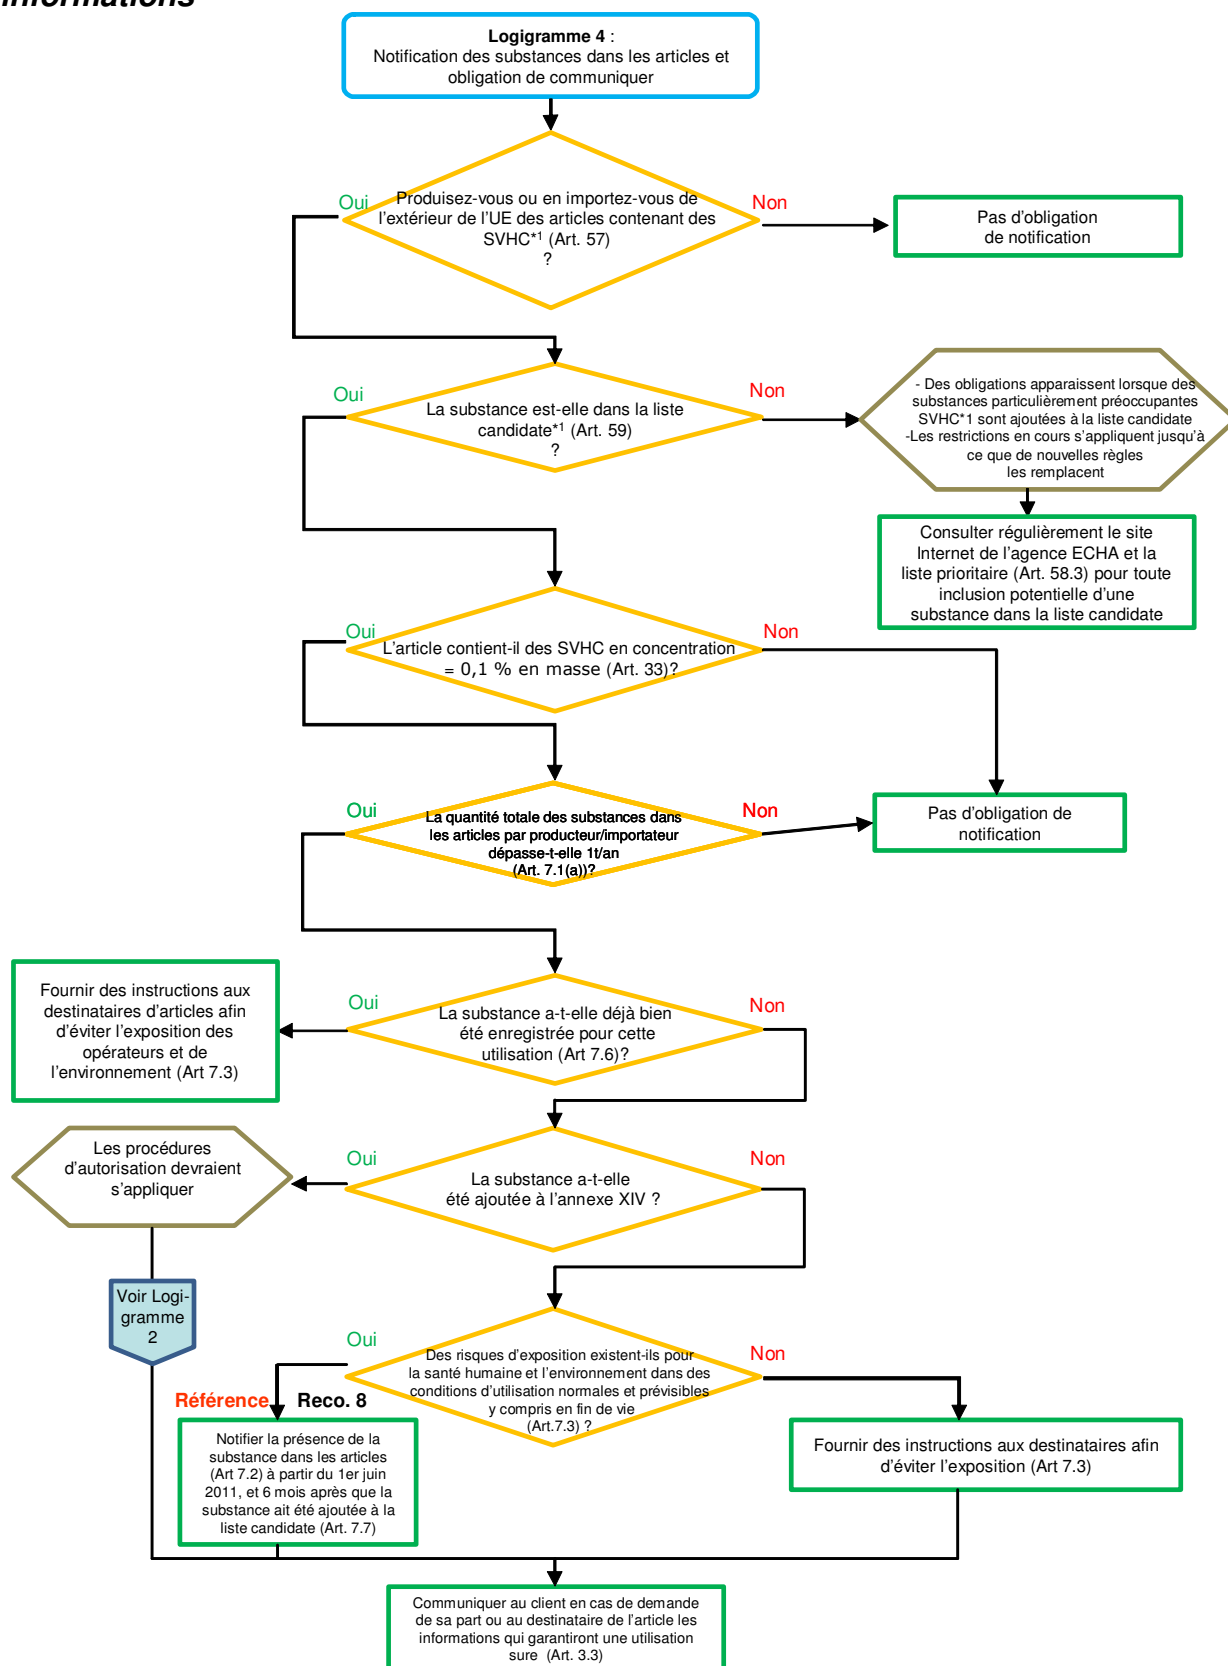 informations
Logigramme 4 :
Notification des substances dans les articles et
obligation de communiquer
Oui
Produisez-vous ou en importez-vous de
l’extérieur de l’UE des articles contenant des
SVHC*1 (Art. 57)
?
Non
Pas d’obligation
de notification
Oui
La substance est-elle dans la liste
candidate*1 (Art. 59)
?
Non
- Des obligations apparaissent lorsque des
substances particulièrement préoccupantes
SVHC*1 sont ajoutées à la liste candidate
-Les restrictions en cours s’appliquent jusqu’à
ce que de nouvelles règles
les remplacent
Consulter régulièrement le site
Internet de l’agence ECHA et la
liste prioritaire (Art. 58.3) pour toute
inclusion potentielle d’une
substance dans la liste candidate
Oui
L’article contient-il des SVHC en concentration
= 0,1 % en masse (Art. 33)?
Non
Oui
La quantité totale des substances dans
les articles par producteur/importateur
dépasse-t-elle 1t/an
(Art. 7.1(a))?
Non
Pas d’obligation de
notification
Fournir des instructions aux
destinataires d’articles afin
d’éviter l’exposition des
opérateurs et de
l’environnement (Art 7.3)
Oui
La substance a-t-elle déjà bien
été enregistrée pour cette
utilisation (Art 7.6)?
Non
Les procédures
d’autorisation devraient
s’appliquer
Oui
La substance a-t-elle
été ajoutée à l’annexe XIV ?
Non
Voir Logi-
gramme
2
Oui
Des risques d’exposition existent-ils pour
la santé humaine et l’environnement dans des
conditions d’utilisation normales et prévisibles
y compris en fin de vie
(Art.7.3) ?
Non
Référence Reco. 8
Notifier la présence de la
substance dans les articles
(Art 7.2) à partir du 1er juin
2011, et 6 mois après que la
substance ait été ajoutée à la
liste candidate (Art. 7.7)
Fournir des instructions aux destinataires afin
d’éviter l’exposition (Art 7.3)
Communiquer au client en cas de demande
de sa part ou au destinataire de l’article les
informations qui garantiront une utilisation
sure (Art. 3.3)